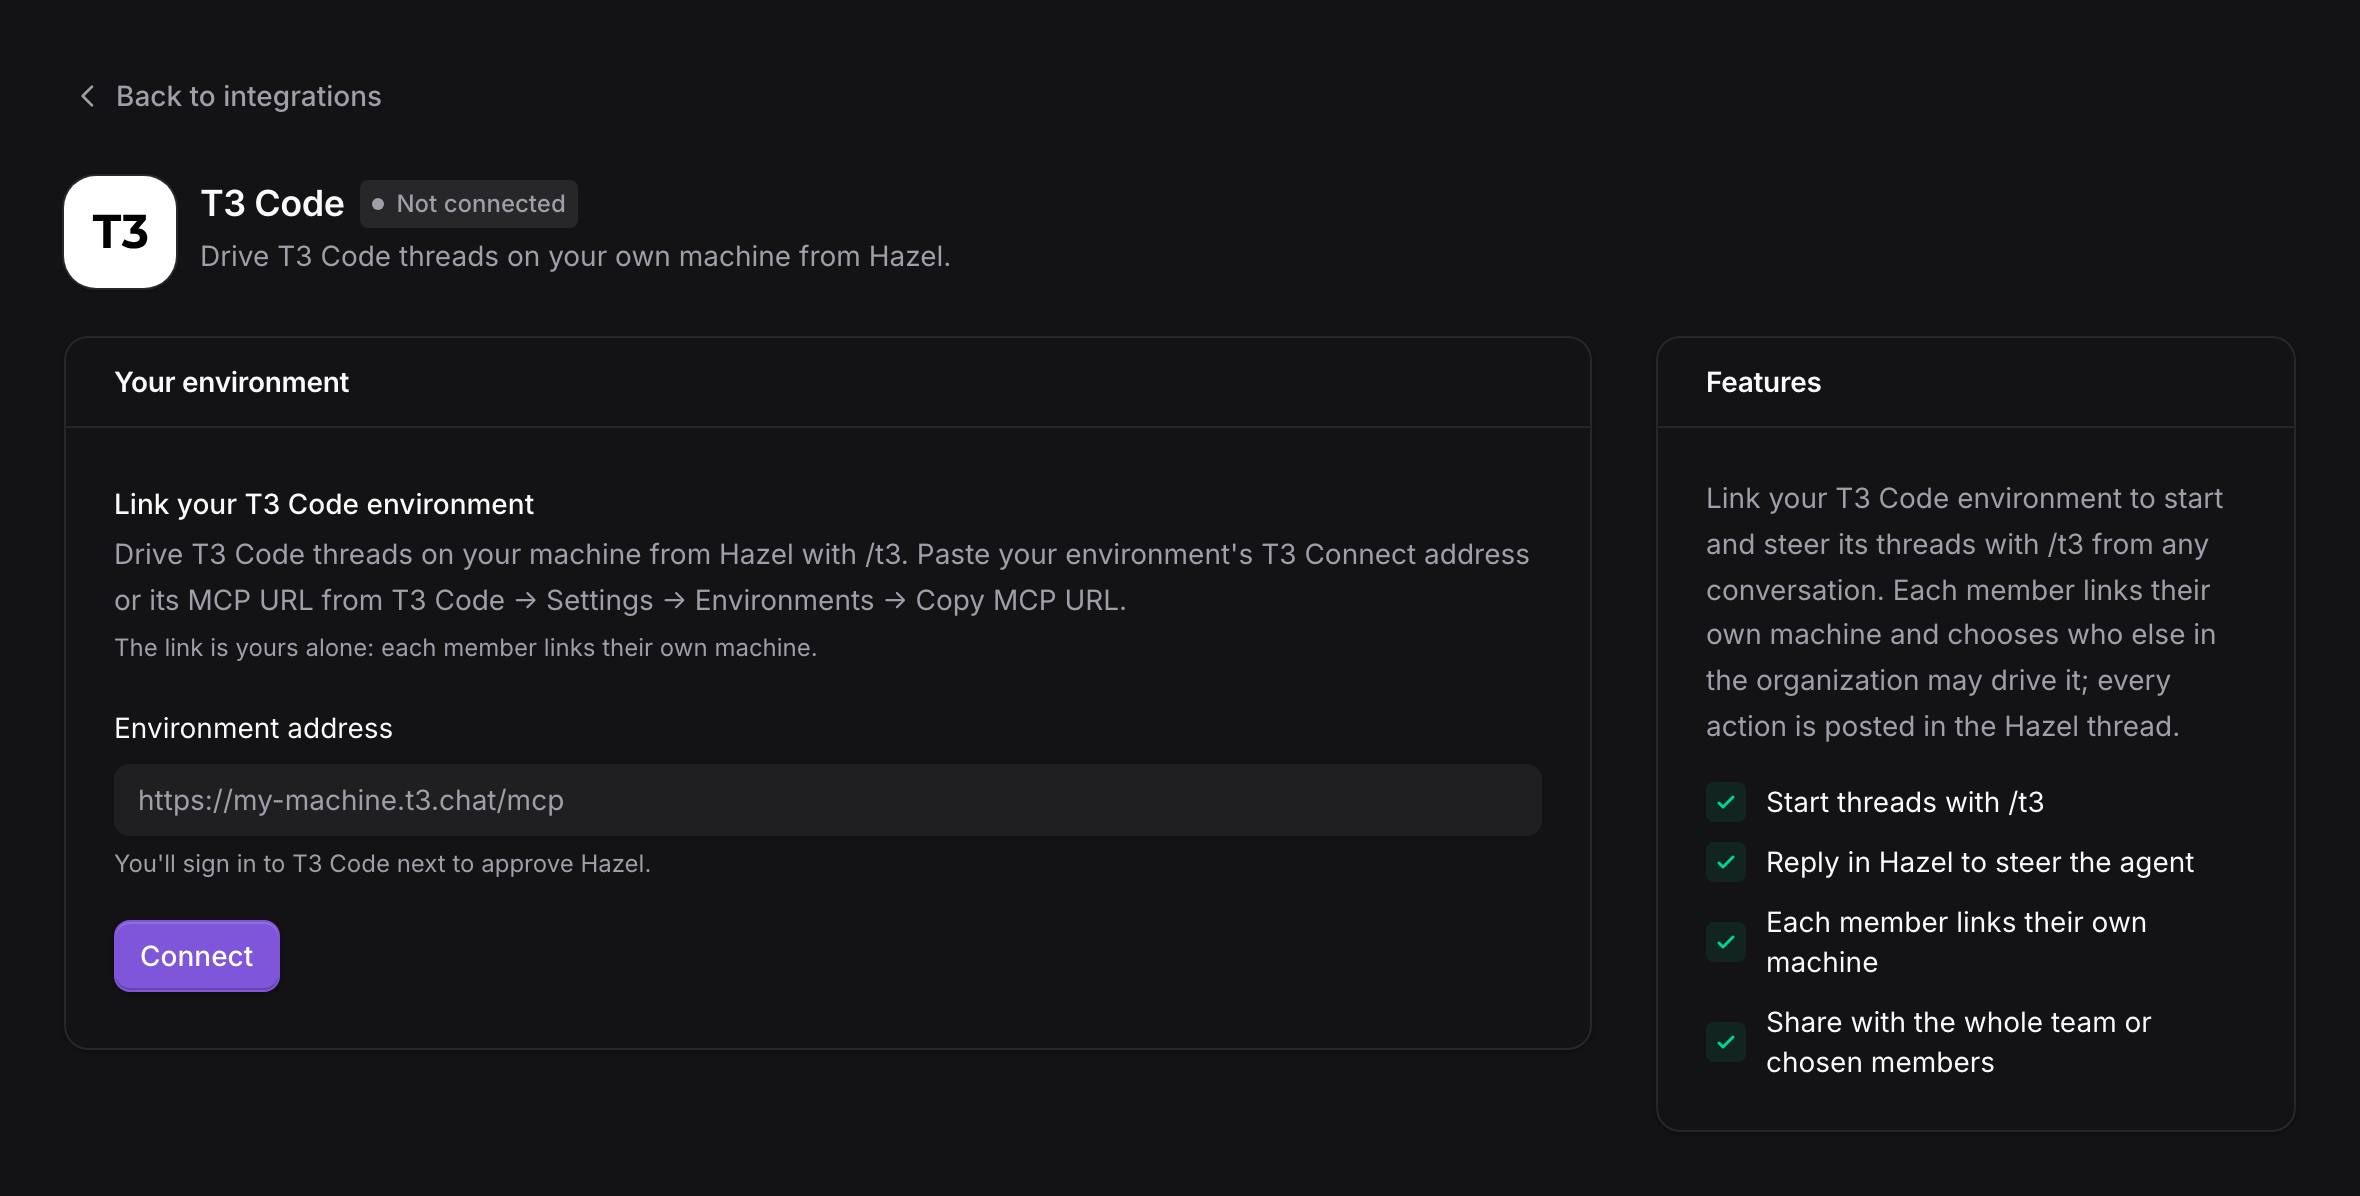 Back to integrations
T3
T3 Code
Not connected
Drive T3 Code threads on your own machine from Hazel.
Your environment
Link your T3 Code environment
Drive T3 Code threads on your machine from Hazel with /t3. Paste your environment's T3 Connect address
or its MCP URL from T3 Code → Settings → Environments → Copy MCP URL.
The link is yours alone: each member links their own machine.
Environment address
https://my-machine.t3.chat/mcp
You'll sign in to T3 Code next to approve Hazel.
Connect
Features
Link your T3 Code environment to start
and steer its threads with /t3 from any
conversation. Each member links their
own machine and chooses who else in
the organization may drive it; every
action is posted in the Hazel thread.
Start threads with /t3
Reply in Hazel to steer the agent
Each member links their own
machine
Share with the whole team or
chosen members